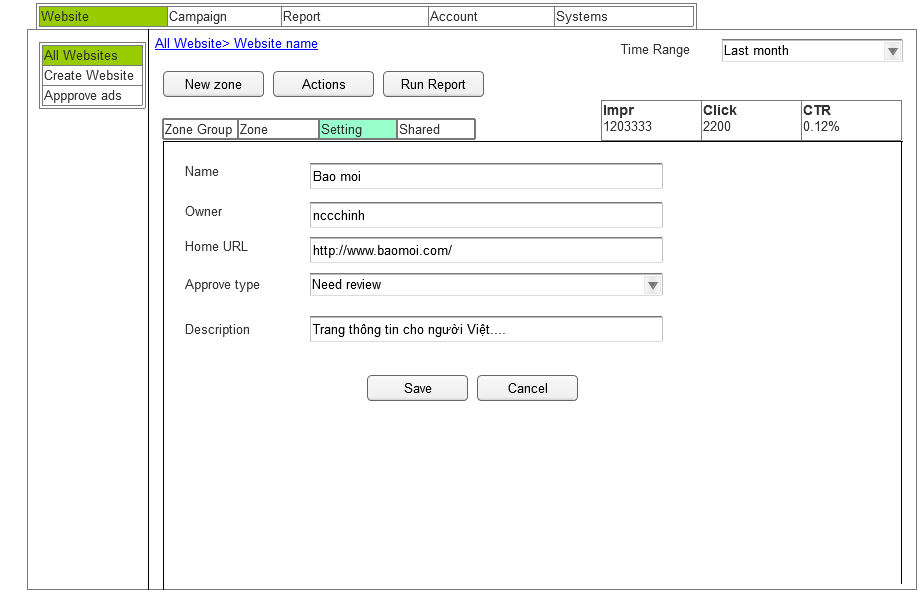 Website Campaign Report Account Systems
All Website> Website name
Time Range Last month
All Websites
Create Website
Appprove ads
New zone Actions Run Report
Impr Click CTR
1203333 2200 0.12%
Zone Group Zone Setting Shared
Name Bao moi
Owner nccchinh
Home URL http://www.baomoi.com/
Approve type Need review
Description Trang thông tin cho người Việt....
Save Cancel